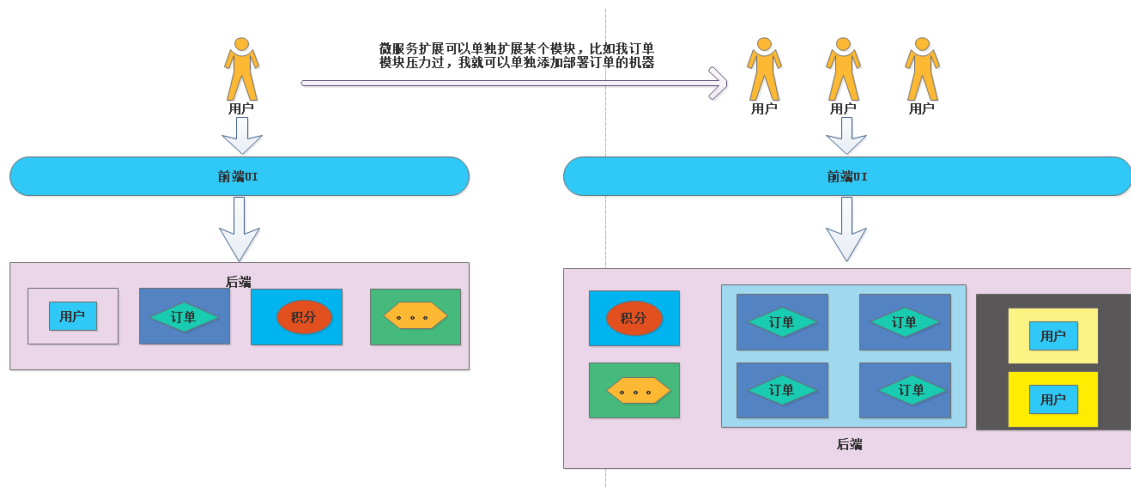 微服务扩展可以单独扩展某个模块，比如我订单
模块压力过，我就可以单独添加部署订单的机器
用户
用户
用户
用户
前端UI
前端UI
后端
用户
订单
积分
。。。
积分
订单
订单
用户
。。。
订单
订单
用户
后端